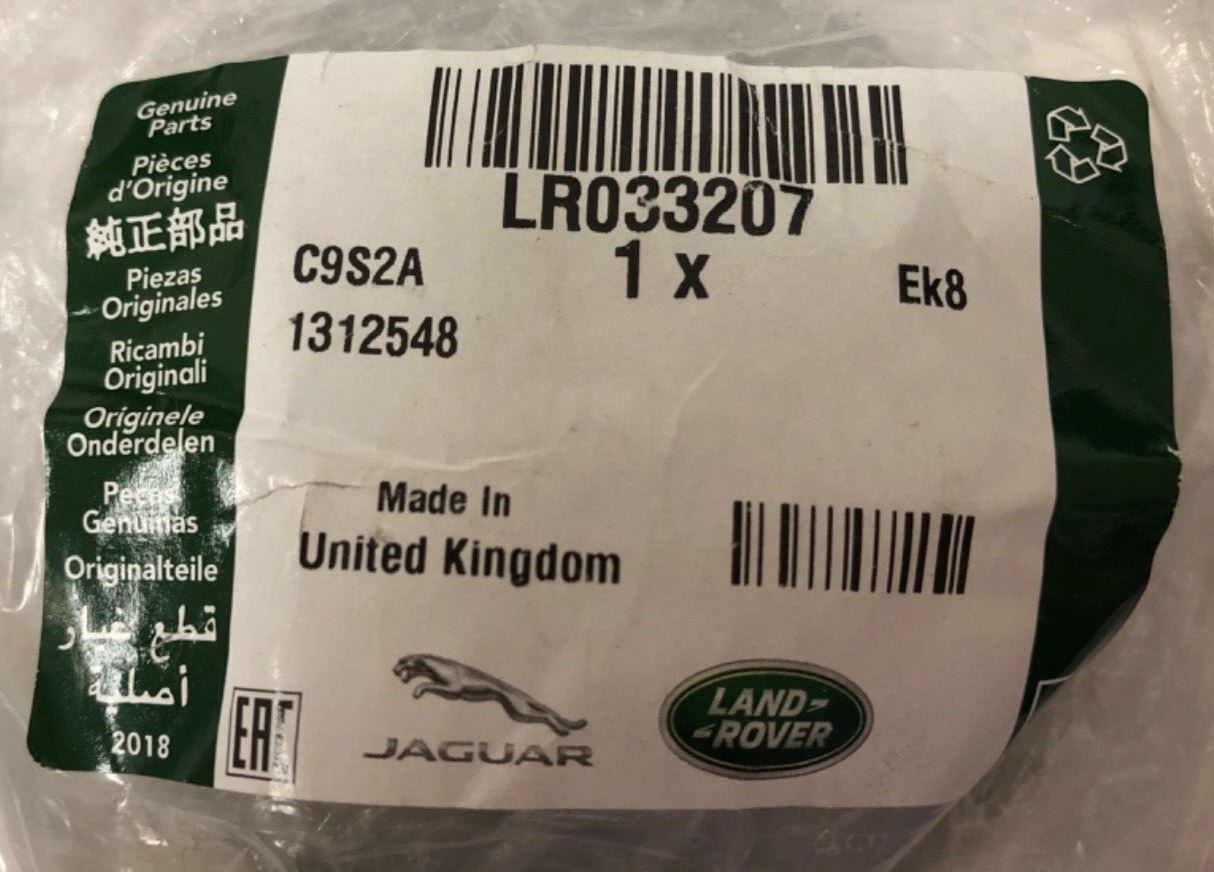 Genuine
Parts
Pièces
d'Origine
純正部品
Piezas
Originales
Ricambi
Originali
Originele
Onderdelen
Peças
Genuínas
Originalteile
قطع غيار
أصلية
2018
LR033207
1 x
C9S2A
Ek8
1312548
Made In
United Kingdom
EAC
JAGUAR
LAND-
-ROVER